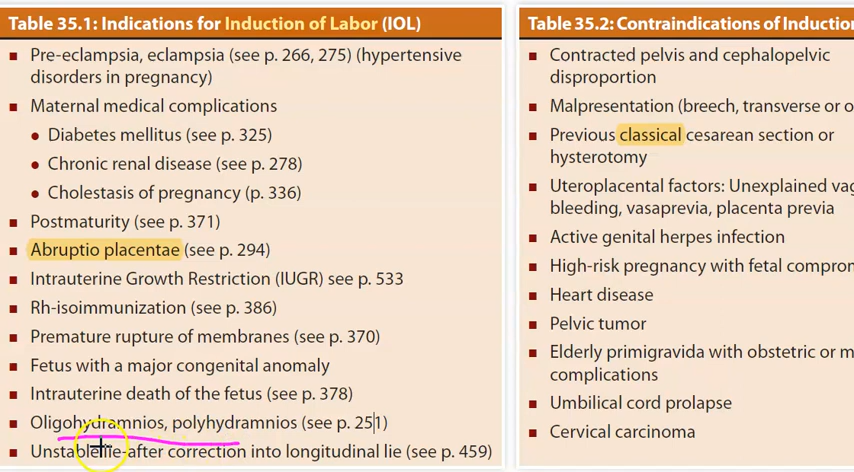 Table 35.1: Indications for Induction of Labor (IOL)
Pre-eclampsia, eclampsia (see p. 266, 275) (hypertensive
disorders in pregnancy)
Maternal medical complications
Diabetes mellitus (see p. 325)
Chronic renal disease (see p. 278)
Cholestasis of pregnancy (p. 336)
Postmaturity (see p. 371)
Abruptio placentae (see p. 294)
Intrauterine Growth Restriction (IUGR) see p. 533
Rh-isoimmunization (see p. 386)
Premature rupture of membranes (see p. 370)
Fetus with a major congenital anomaly
Intrauterine death of the fetus (see p. 378)
Oligohydramnios, polyhydramnios (see p. 251)
Unstable lie-after correction into longitudinal lie (see p. 459)
Table 35.2: Contraindications of Induction
Contracted pelvis and cephalopelvic
disproportion
Malpresentation (breech, transverse or
Previous classical cesarean section or
hysterotomy
Uteroplacental factors: Unexplained
bleeding, vasaprevia, placenta previa
Active genital herpes infection
High-risk pregnancy with fetal
Heart disease
Pelvic tumor
Elderly primigravida with obstetric or
complications
Umbilical cord prolapse
Cervical carcinoma